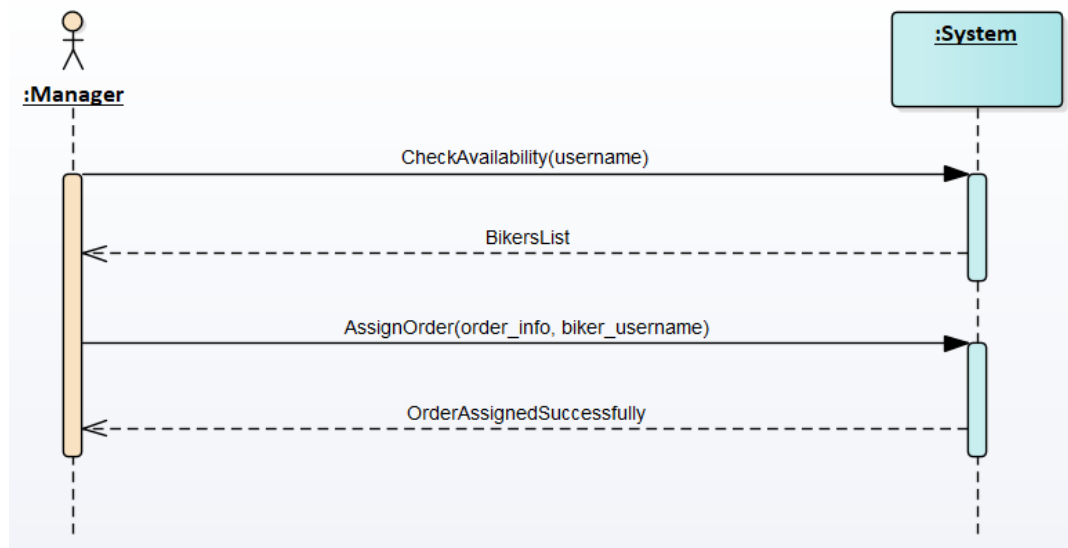 :System
:Manager
CheckAvailability(username)
BikersList
AssignOrder(order_info, biker_username)
OrderAssignedSuccessfully